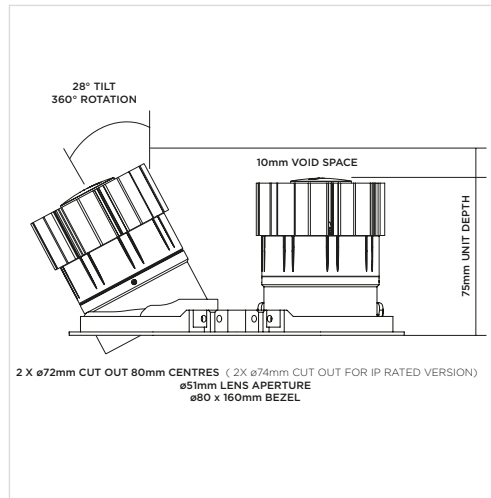 28° TILT
360° ROTATION
10mm VOID SPACE
75mm UNIT DEPTH
2 X ø72mm CUT OUT 80mm CENTRES ( 2X ø74mm CUT OUT FOR IP RATED VERSION)
ø51mm LENS APERTURE
ø80 x 160mm BEZEL